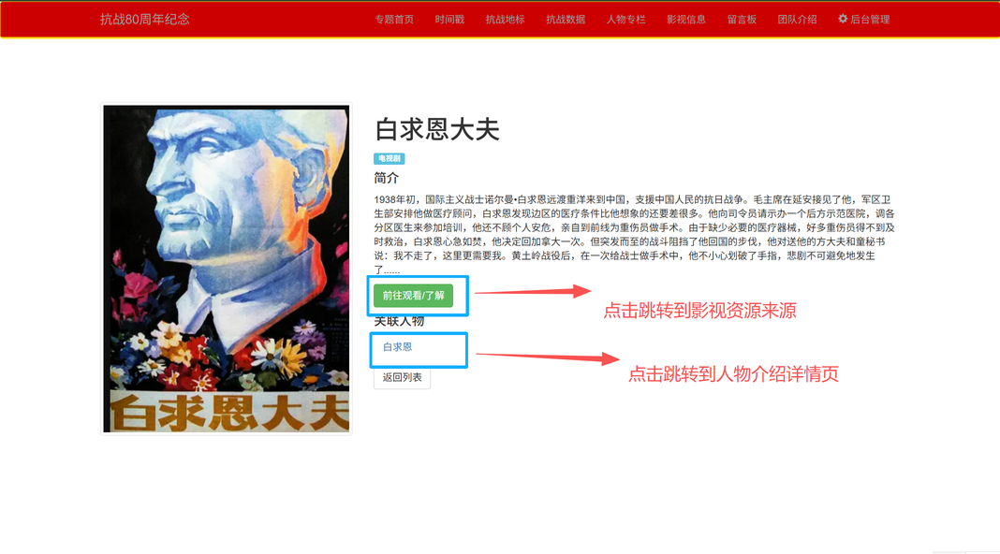 抗战80周年纪念 专题首页 时间戳 抗战地标 抗战数据 人物专栏 影视信息 留言板 团队介绍 后台管理
白求恩大夫
电视剧
简介
1938年初，国际主义战士诺尔曼•白求恩远渡重洋来到中国，支援中国人民的抗日战争。毛主席在延安接见了他，军区卫
生部安排他做医疗顾问，白求恩发现边区的医疗条件比他想象的还要差很多。他向司令员请示办一个后方示范医院，调各
分区医生来参加培训，他还不顾个人安危，亲自到前线为重伤员做手术。由于缺少必要的医疗器械，好多重伤员得不到及
时救治，白求恩心急如焚，他决定回加拿大一次。但突发而至的战斗阻挡了他回国的步伐，他对送他的方大夫和童秘书
说：我不走了，这里更需要我。黄土岭战役后，在一次给战士做手术中，他不小心划破了手指，悲剧不可避免地发生
了......
前往观看/了解
点击跳转到影视资源来源
关联人物
白求恩
点击跳转到人物介绍详情页
返回列表
白求恩大夫